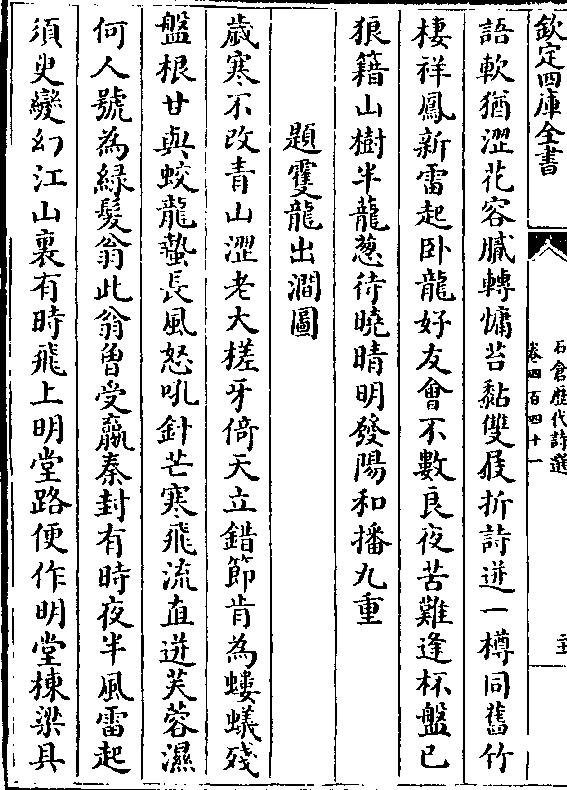 欽定四庫全書
石倉歷代詩選
卷四百四十一
語軟猶澀花容膩轉慵苔黏雙屐折詩迸一樽同舊竹
棲祥鳳新雷起卧龍好友會不數良夜苦難逢杯盤已
狼籍山樹半蘢蔥待曉晴明發陽和播九重
題雙龍出澗圖
歲寒不改青山澀老大槎牙倚天立錯節肯為螻蟻殘
盤根甘與蛟龍蟄長風怒吼針芒寒飛流直迸芙蓉濕
何人號為緑髮翁此翁曾受嬴秦封有時夜半風雷起
須臾變幻江山裏有時飛上明堂路便作明堂棟梁具